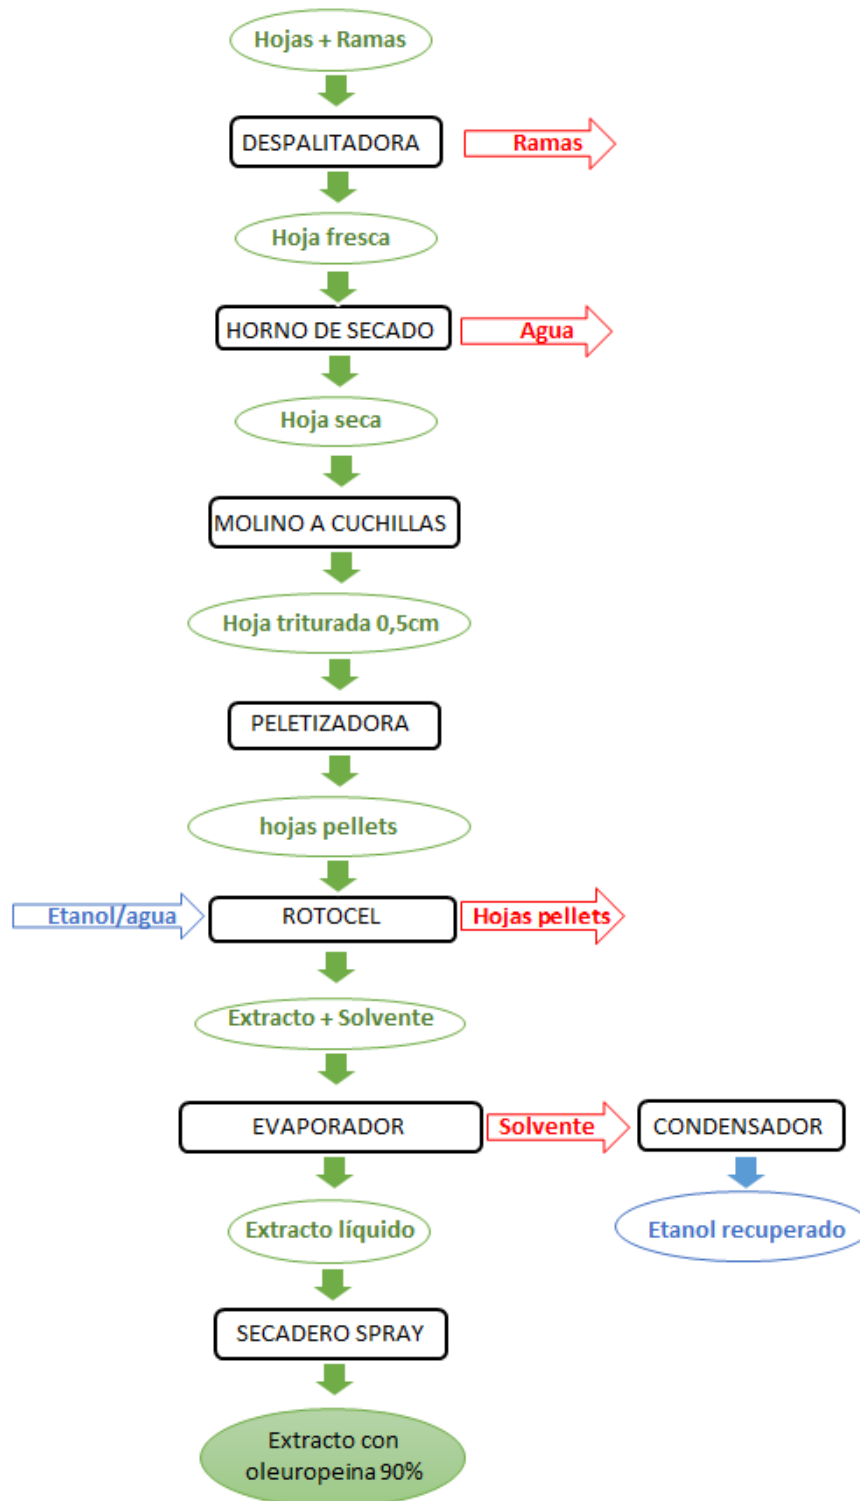 Hojas + Ramas
DESPALITADORA
Ramas
Hoja fresca
HORNO DE SECADO
Agua
Hoja seca
MOLINO A CUCHILLAS
Hoja triturada 0,5cm
PELETIZADORA
hojas pellets
Etanol/agua
ROTOCEL
Hojas pellets
Extracto + Solvente
EVAPORADOR
Solvente
CONDENSADOR
Extracto líquido
Etanol recuperado
SECADERO SPRAY
Extracto con
oleuropeina 90%